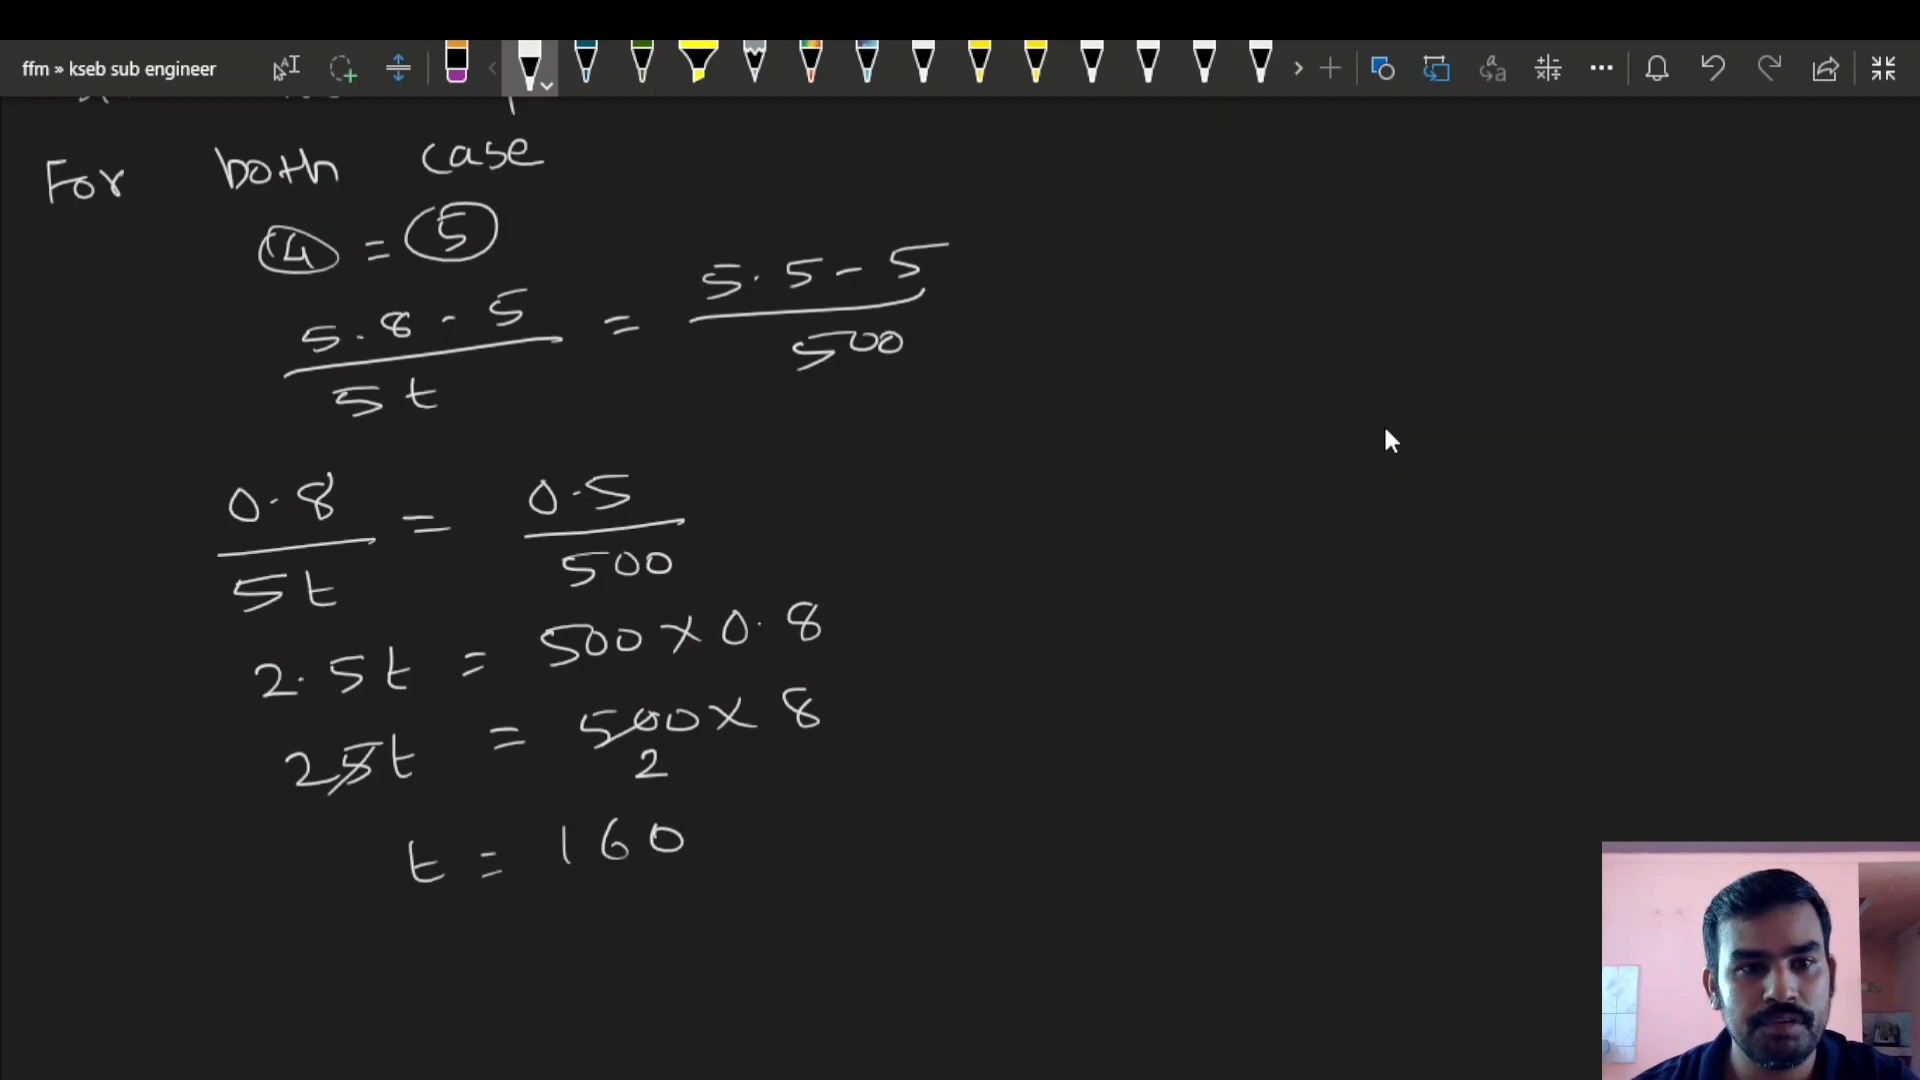 ffm » kseb sub engineer
For both case
4 = 5
5.8 - 5 / 5t = 5.5 - 5 / 500
0.8 / 5t = 0.5 / 500
2.5t = 500 × 0.8
25t = 500 × 8
2
t = 160